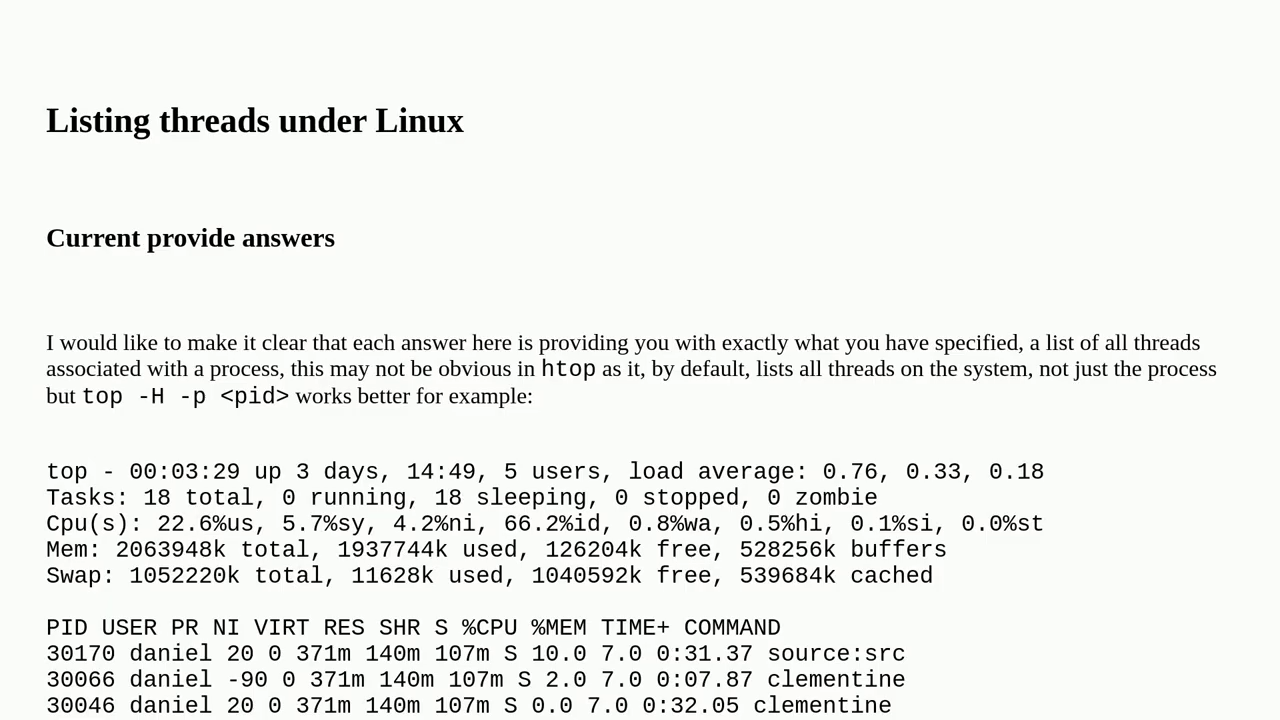 Listing threads under Linux
Current provide answers
I would like to make it clear that each answer here is providing you with exactly what you have specified, a list of all threads
associated with a process, this may not be obvious in htop as it, by default, lists all threads on the system, not just the process
but top -H -p <pid> works better for example:
top - 00:03:29 up 3 days, 14:49, 5 users, load average: 0.76, 0.33, 0.18
Tasks: 18 total, 0 running, 18 sleeping, 0 stopped, 0 zombie
Cpu(s): 22.6%us, 5.7%sy, 4.2%ni, 66.2%id, 0.8%wa, 0.5%hi, 0.1%si, 0.0%st
Mem: 2063948k total, 1937744k used, 126204k free, 528256k buffers
Swap: 1052220k total, 11628k used, 1040592k free, 539684k cached
PID USER PR NI VIRT RES SHR S %CPU %MEM TIME+ COMMAND
30170 daniel 20 0 371m 140m 107m S 10.0 7.0 0:31.37 source:src
30066 daniel -90 0 371m 140m 107m S 2.0 7.0 0:07.87 clementine
30046 daniel 20 0 371m 140m 107m S 0.0 7.0 0:32.05 clementine